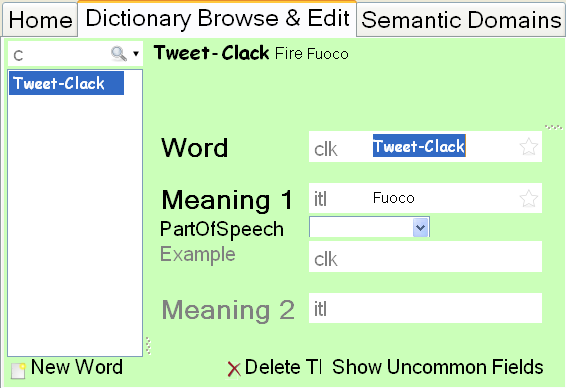 Home Dictionary Browse & Edit Semantic Domains
c Tweet-Clack Fire Fuoco
Tweet-Clack
Word clk Tweet-Clack
Meaning 1 itl Fuoco
PartOfSpeech
Example clk
Meaning 2 itl
New Word Delete Tl Show Uncommon Fields